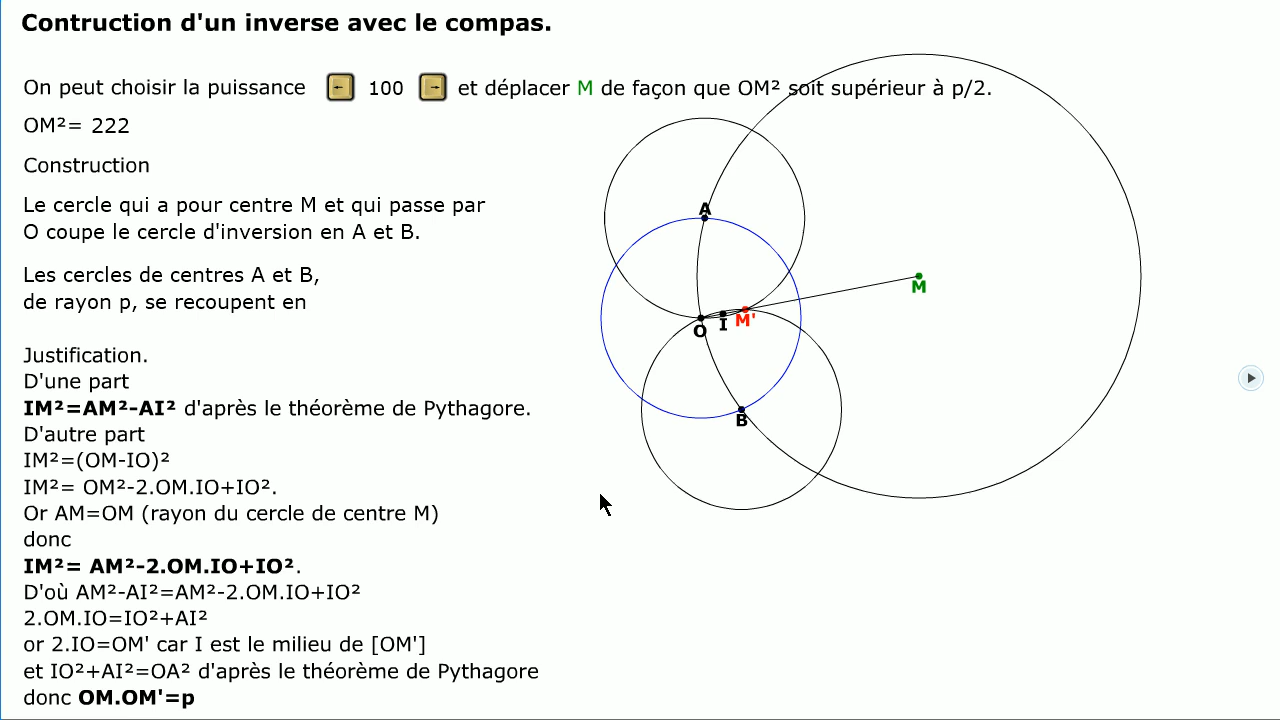 Contruction d'un inverse avec le compas.
On peut choisir la puissance ← 100 → et déplacer M de façon que OM² soit supérieur à p/2.
OM²= 222
Construction
Le cercle qui a pour centre M et qui passe par
O coupe le cercle d'inversion en A et B.
Les cercles de centres A et B,
de rayon p, se recoupent en
Justification.
D'une part
IM²=AM²-AI² d'après le théorème de Pythagore.
D'autre part
IM²=(OM-IO)²
IM²= OM²-2.OM.IO+IO².
Or AM=OM (rayon du cercle de centre M)
donc
IM²= AM²-2.OM.IO+IO².
D'où AM²-AI²=AM²-2.OM.IO+IO²
2.OM.IO=IO²+AI²
or 2.IO=OM' car I est le milieu de [OM']
et IO²+AI²=OA² d'après le théorème de Pythagore
donc OM.OM'=p
A
M
O
I
M'
B